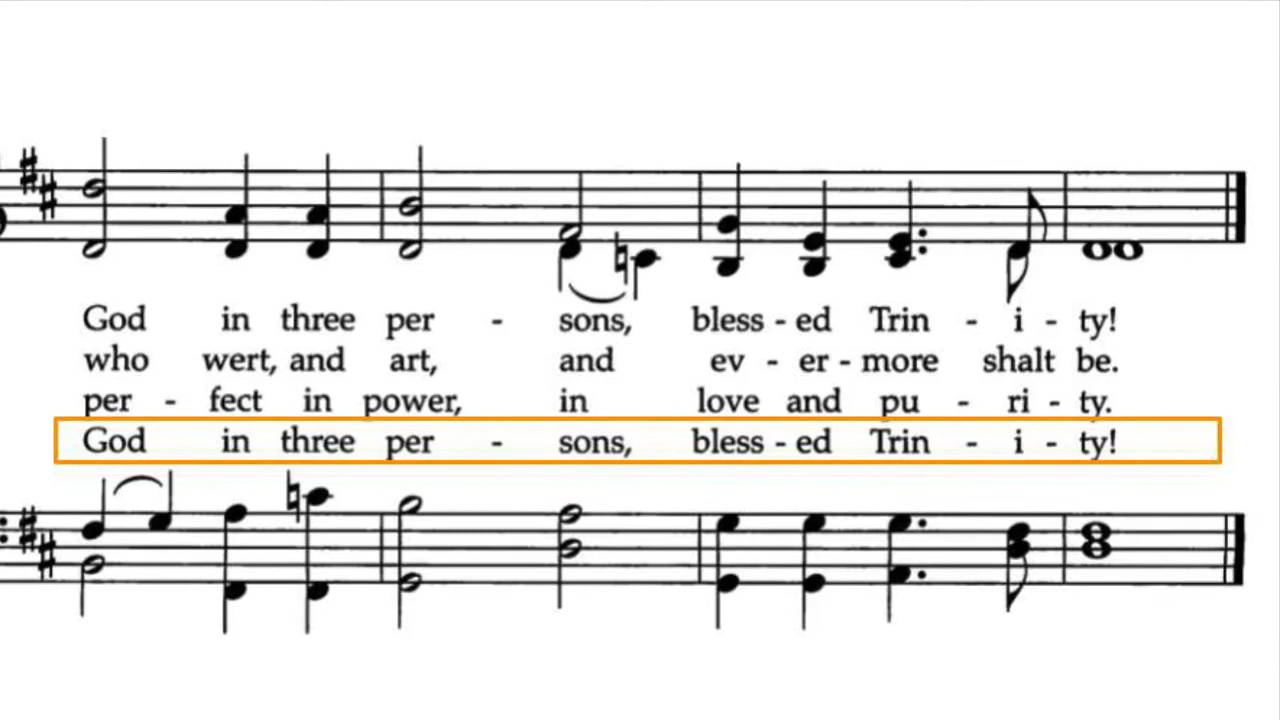 God in three per - sons, bless - ed Trin - i - ty!
who wert, and art, and ev - er - more shalt be.
per - fect in power, in love and pu - ri - ty.
God in three per - sons, bless - ed Trin - i - ty!